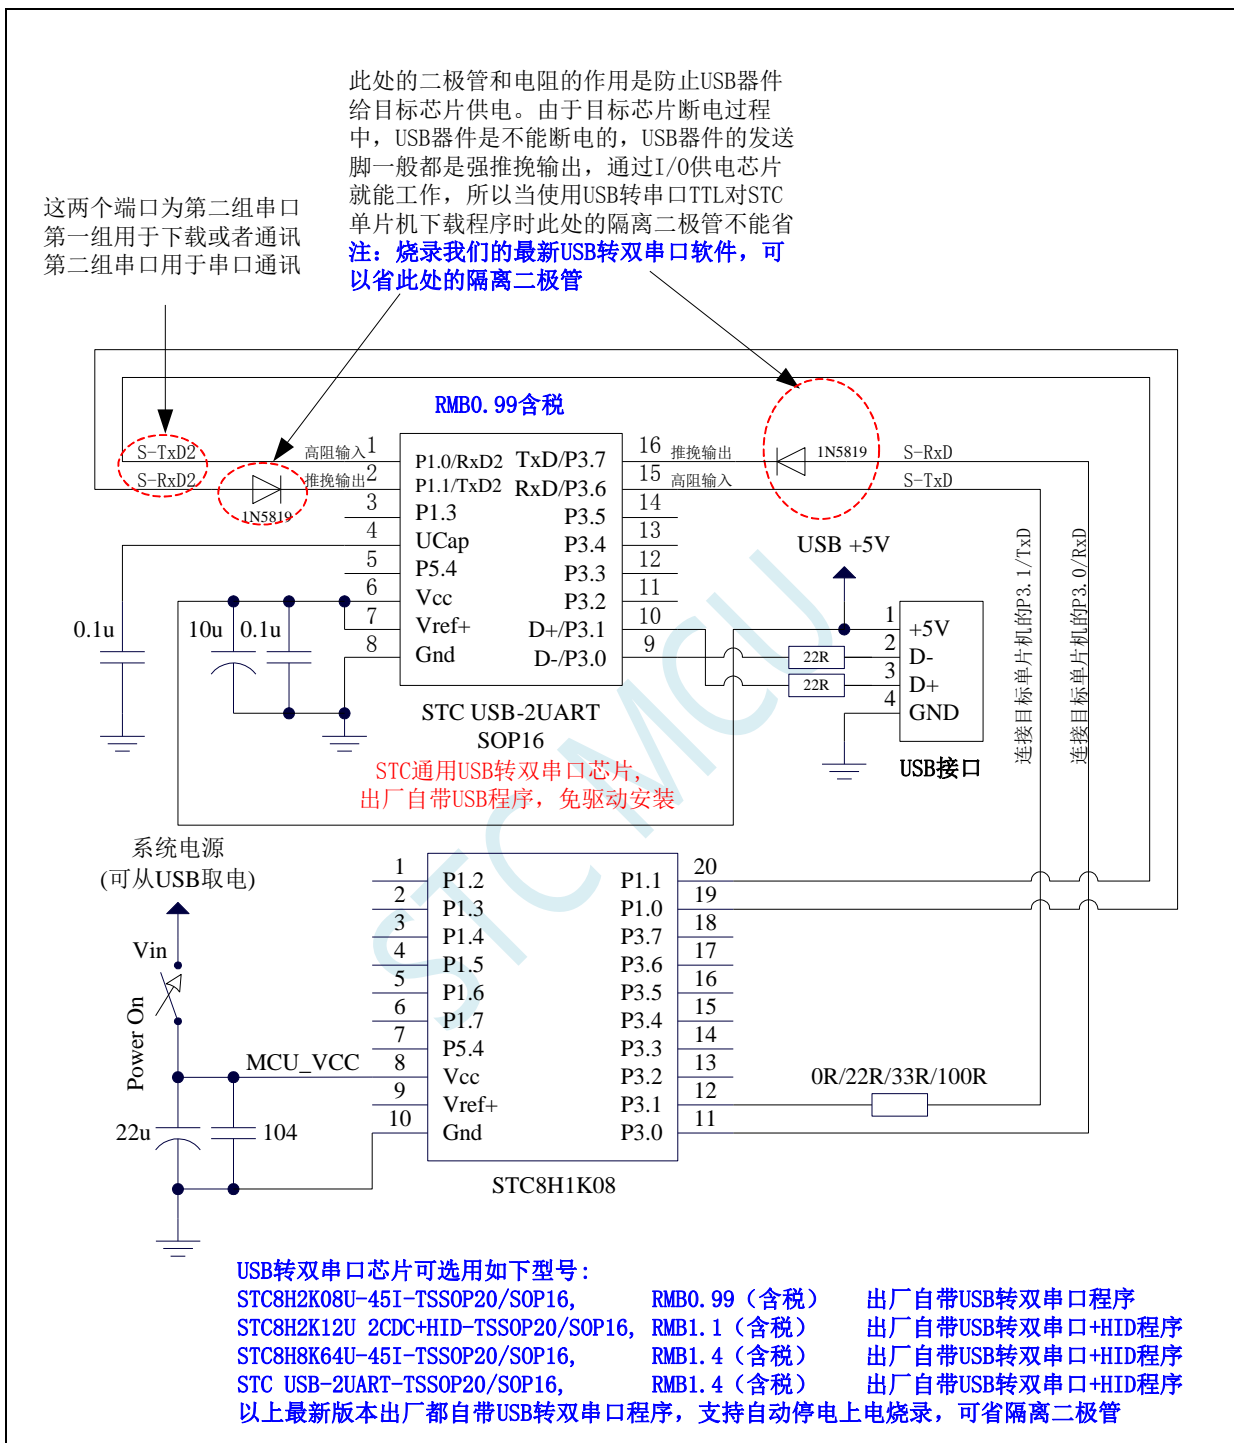 此处的二极管和电阻的作用是防止USB器件
给目标芯片供电。由于目标芯片断电过程
中，USB器件是不能断电的，USB器件的发送
脚一般都是强推挽输出，通过I/O供电芯片
就能工作，所以当使用USB转串口TTL对STC
单片机下载程序时此处的隔离二极管不能省
注：烧录我们的最新USB转双串口软件，可
以省此处的隔离二极管
这两个端口为第二组串口
第一组用于下载或者通讯
第二组串口用于串口通讯
RMB0.99含税
S-TxD2 高阻输入 1 P1.0/RxD2
S-RxD2 推挽输出 2 P1.1/TxD2
1N5819
3 P1.3
4 UCap
5 P5.4
6 Vcc
7 Vref+
8 Gnd
TxD/P3.7 16 推挽输出 1N5819 S-RxD
RxD/P3.6 15 高阻输入 S-TxD
P3.5 14
P3.4 13
P3.3 12
P3.2 11
D+/P3.1 10
D-/P3.0 9
0.1u
10u
0.1u
22R
22R
USB +5V
1 +5V
2 D-
3 D+
4 GND
USB接口
连接目标单片机的P3.1/TxD
连接目标单片机的P3.0/RxD
STC USB-2UART
SOP16
STC通用USB转双串口芯片,
出厂自带USB程序，免驱动安装
STC MCU
系统电源
(可从USB取电)
Vin
Power On
MCU_VCC
22u
104
1 P1.2
2 P1.3
3 P1.4
4 P1.5
5 P1.6
6 P1.7
7 P5.4
8 Vcc
9 Vref+
10 Gnd
P1.1 20
P1.0 19
P3.7 18
P3.6 17
P3.5 16
P3.4 15
P3.3 14
P3.2 13
P3.1 12
P3.0 11
0R/22R/33R/100R
STC8H1K08
USB转双串口芯片可选用如下型号:
STC8H2K08U-45I-TSSOP20/SOP16, RMB0.99（含税） 出厂自带USB转双串口程序
STC8H2K12U 2CDC+HID-TSSOP20/SOP16, RMB1.1（含税） 出厂自带USB转双串口+HID程序
STC8H8K64U-45I-TSSOP20/SOP16, RMB1.4（含税） 出厂自带USB转双串口+HID程序
STC USB-2UART-TSSOP20/SOP16, RMB1.4（含税） 出厂自带USB转双串口+HID程序
以上最新版本出厂都自带USB转双串口程序，支持自动停电上电烧录，可省隔离二极管